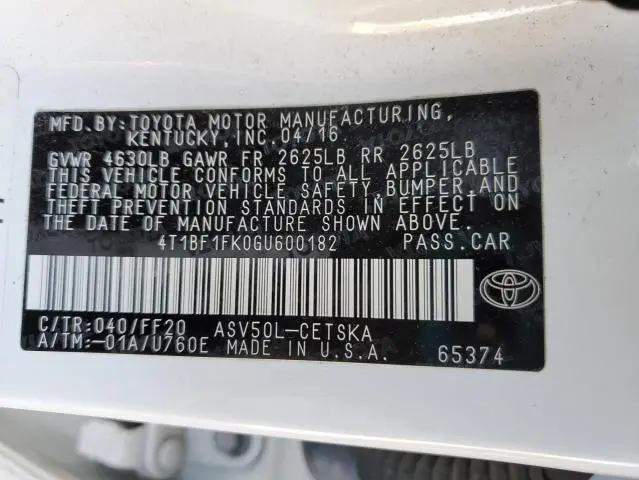 MFD.BY:TOYOTA MOTOR MANUFACTURING,
KENTUCKY,INC.04/16
GVWR 4630LB GAWR FR 2625LB RR 2625LB
THIS VEHICLE CONFORMS TO ALL APPLICABLE
FEDERAL MOTOR VEHICLE SAFETY,BUMPER,AND
THEFT PREVENTION STANDARDS IN EFFECT ON
THE DATE OF MANUFACTURE SHOWN ABOVE.
4T1BF1FK0GU600182 PASS.CAR
C/TR:040/FF20 ASV50L-CETSKA
A/TM:-01A/U760E MADE IN U.S.A. 65374